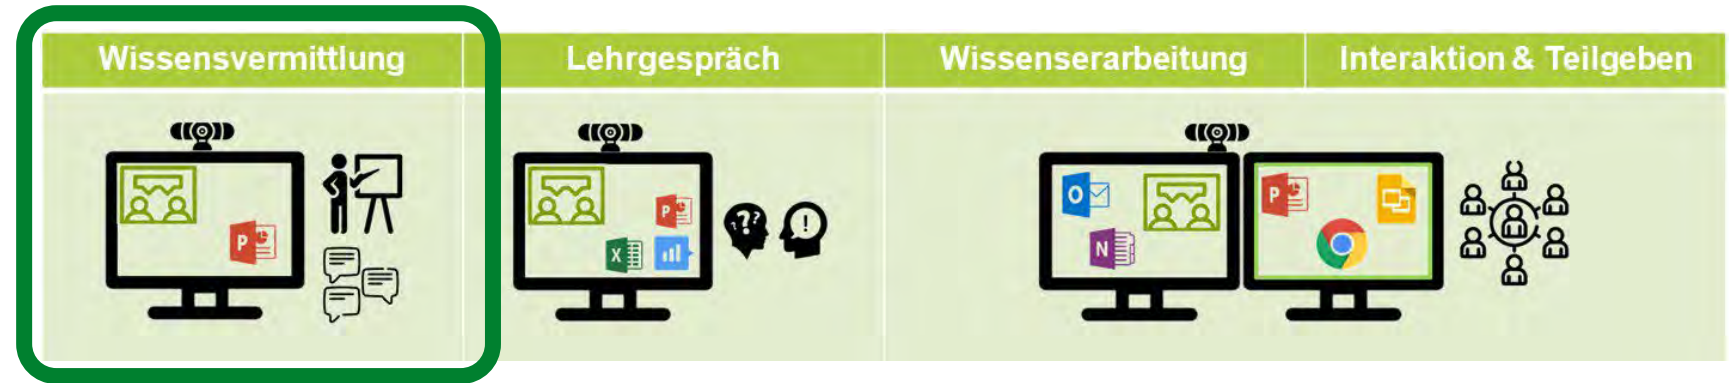 Wissensvermittlung
Lehrgespräch
Wissenserarbeitung
Interaktion & Teilgeben
P
P
X
??
?
!
O
N
P